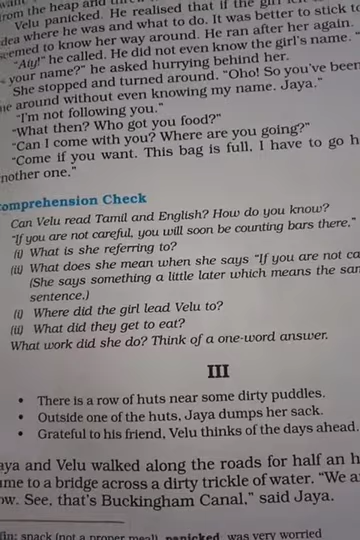 from the heap and
Velu panicked. He realised that if the girl
idea where he was and what to do. It was better to stick to
seemed to know her way around. He ran after her again.
"Aiy!" he called. He did not even know the girl's name. "
your name?" he asked hurrying behind her.
She stopped and turned around. "Oho! So you've been
me around without even knowing my name. Jaya."
"I'm not following you."
"What then? Who got you food?"
"Can I come with you? Where are you going?"
"Come if you want. This bag is full. I have to go h
nother one."
omprehension Check
Can Velu read Tamil and English? How do you know?
"If you are not careful, you will soon be counting bars there."
(i) What is she referring to?
(ii) What does she mean when she says "If you are not ca
(She says something a little later which means the sam
sentence.)
(i) Where did the girl lead Velu to?
(ii) What did they get to eat?
What work did she do? Think of a one-word answer.
III
• There is a row of huts near some dirty puddles.
• Outside one of the huts, Jaya dumps her sack.
• Grateful to his friend, Velu thinks of the days ahead.
aya and Velu walked along the roads for half an h
ame to a bridge across a dirty trickle of water. "We a
ow. See, that's Buckingham Canal," said Jaya.
fin: snack (not a proper meal) panicked was very worried